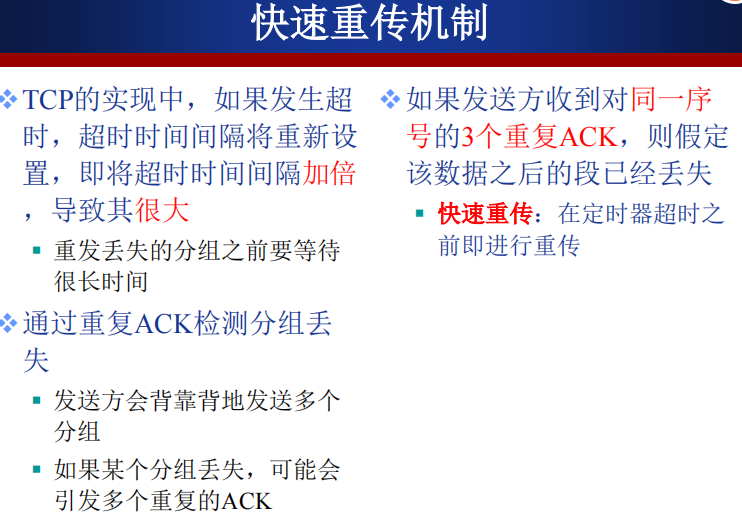 快速重传机制
TCP的实现中，如果发生超
时，超时时间间隔将重新设
置，即将超时时间间隔加倍
，导致其很大
重发丢失的分组之前要等待
很长时间
通过重复ACK检测分组丢
失
发送方会背靠背地发送多个
分组
如果某个分组丢失，可能会
引发多个重复的ACK
如果发送方收到对同一序
号的3个重复ACK，则假定
该数据之后的段已经丢失
快速重传：在定时器超时之
前即进行重传